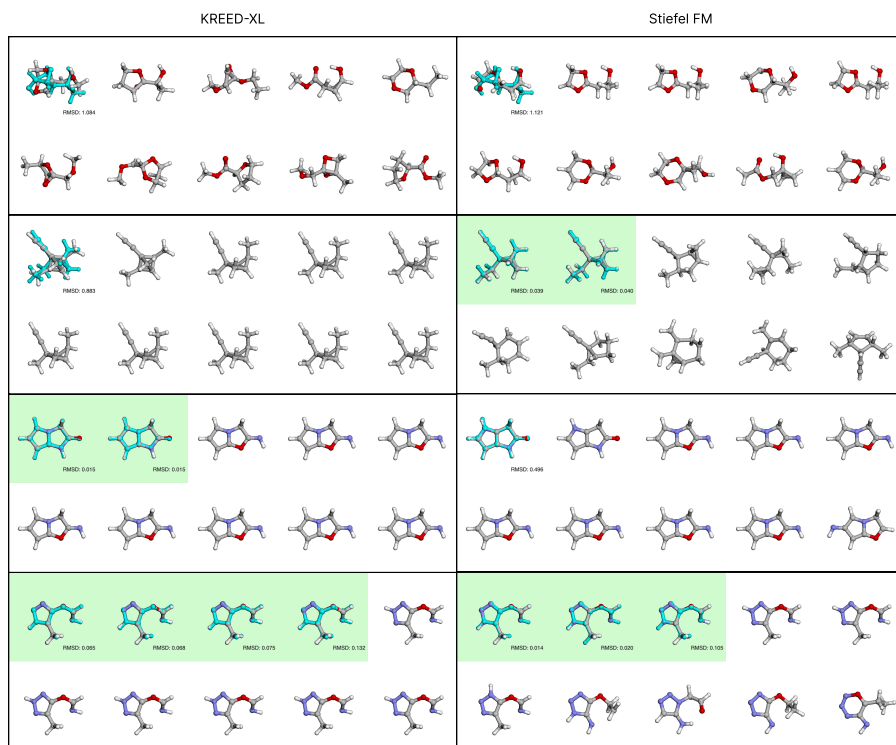 KREED-XL
Stiefel FM
RMSD: 1.084
RMSD: 1.121
RMSD: 0.883
RMSD: 0.039
RMSD: 0.040
RMSD: 0.015
RMSD: 0.015
RMSD: 0.496
RMSD: 0.065
RMSD: 0.068
RMSD: 0.075
RMSD: 0.132
RMSD: 0.014
RMSD: 0.020
RMSD: 0.105